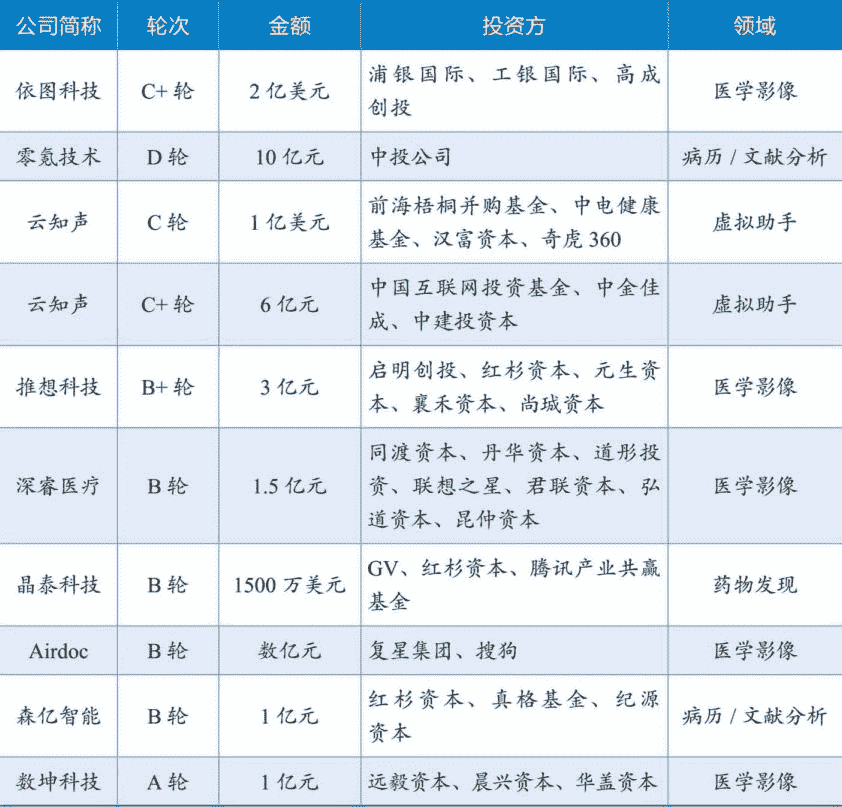 公司简称 轮次 金额 投资方 领域
依图科技 C+ 轮 2 亿美元 浦银国际、工银国际、高成
创投 医学影像
零氪技术 D 轮 10 亿元 中投公司 病历 / 文献分析
云知声 C 轮 1 亿美元 前海梧桐并购基金、中电健康
基金、汉富资本、奇虎 360 虚拟助手
云知声 C+ 轮 6 亿元 中国互联网投资基金、中金佳
成、中建投资本 虚拟助手
推想科技 B+ 轮 3 亿元 启明创投、红杉资本、元生资
本、襄禾资本、尚珹资本 医学影像
深睿医疗 B 轮 1.5 亿元 同渡资本、丹华资本、道彤投
资、联想之星、君联资本、弘
道资本、昆仲资本 医学影像
晶泰科技 B 轮 1500 万美元 GV、红杉资本、腾讯产业共赢
基金 药物发现
Airdoc B 轮 数亿元 复星集团、搜狗 医学影像
森亿智能 B 轮 1 亿元 红杉资本、真格基金、纪源
资本 病历 / 文献分析
数坤科技 A 轮 1 亿元 远毅资本、晨兴资本、华盖资本 医学影像